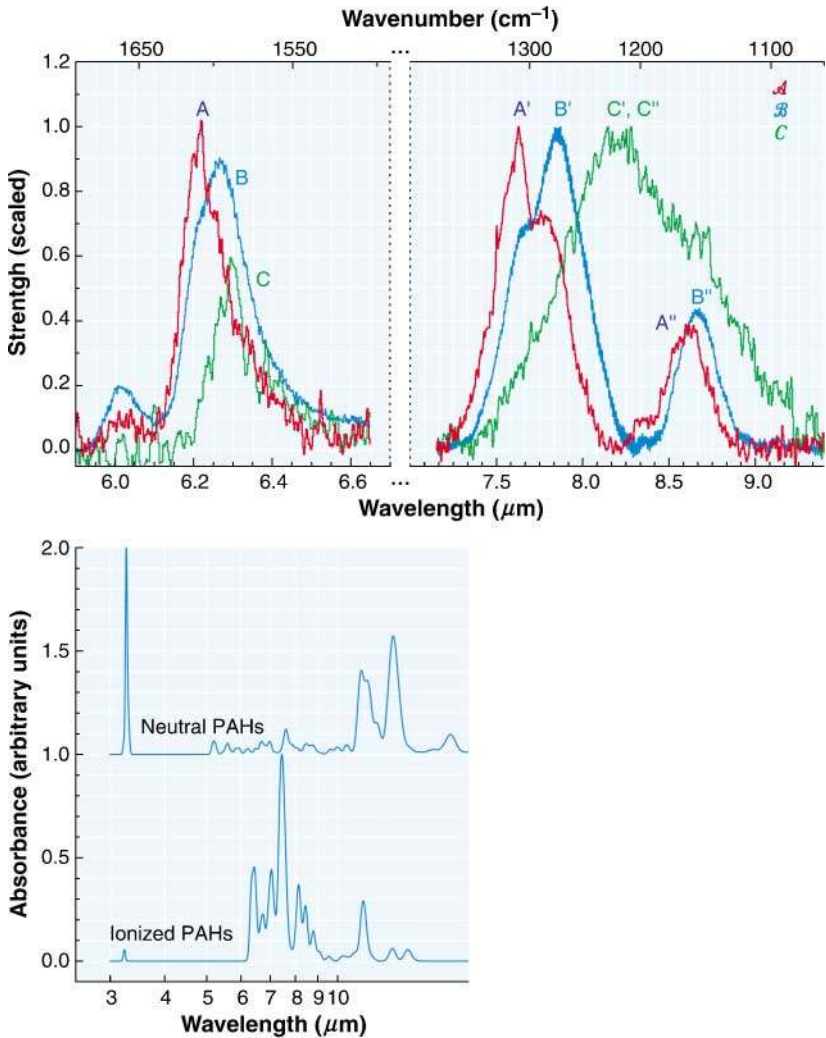 Wavenumber (cm⁻¹)
1650 1550 ... 1300 1200 1100
Strentgh (scaled)
1.2
1.0
0.8
0.6
0.4
0.2
0.0
A
B
C
A'
B'
C', C"
A"
B"
𝒜
ℬ
𝒞
6.0 6.2 6.4 6.6 ... 7.5 8.0 8.5 9.0
Wavelength (μm)
Absorbance (arbitrary units)
2.0
1.5
1.0
0.5
0.0
Neutral PAHs
Ionized PAHs
3 4 5 6 7 8 9 10
Wavelength (μm)